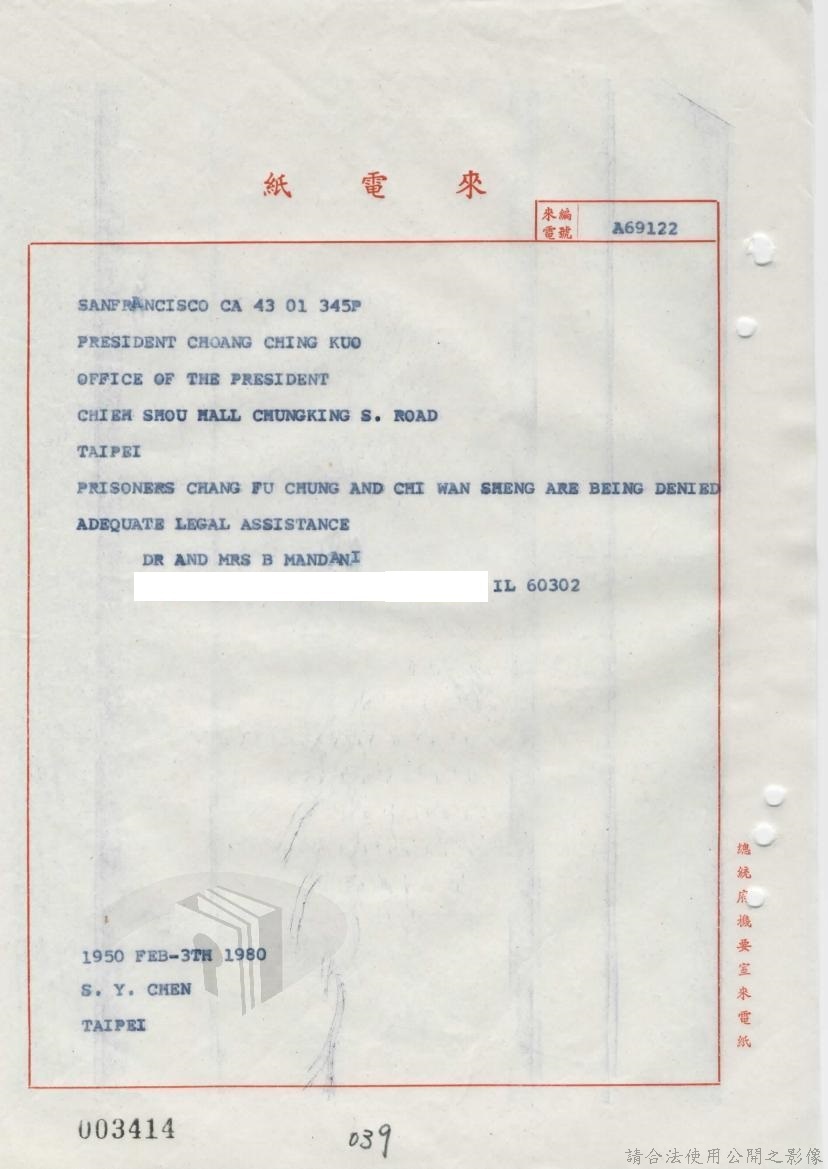 來電紙
來電
編號
A69122
SANFRANCISCO CA 43 01 345P
PRESIDENT CHOANG CHING KUO
OFFICE OF THE PRESIDENT
CHIEH SHOU HALL CHUNGKING S. ROAD
TAIPEI
PRISONERS CHANG FU CHUNG AND CHI WAN SHENG ARE BEING DENIED
ADEQUATE LEGAL ASSISTANCE
DR AND MRS B MANDANI
IL 60302
1950 FEB-3TH 1980
S. Y. CHEN
TAIPEI
總統府機要室來電紙
003414
039
請合法使用公開之影像